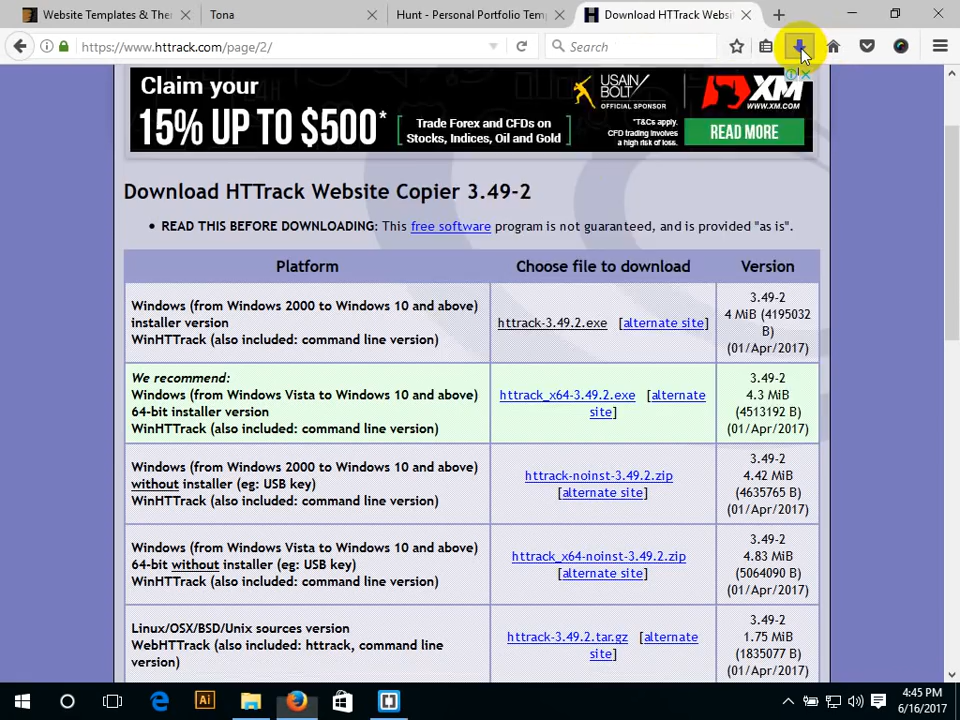 Website Templates & The
Tona
Hunt - Personal Portfolio Temp
Download HTTrack Websi
https://www.httrack.com/page/2/
Search
Claim your
15% UP TO $500*
Trade Forex and CFDs on
Stocks, Indices, Oil and Gold
USAIN
BOLT
OFFICIAL SPONSOR
*T&Cs apply.
CFD trading involves
a high risk of loss.
XM
WWW.XM.COM
READ MORE
Download HTTrack Website Copier 3.49-2
• READ THIS BEFORE DOWNLOADING: This free software program is not guaranteed, and is provided "as is".
Platform
Choose file to download
Version
Windows (from Windows 2000 to Windows 10 and above)
installer version
WinHTTrack (also included: command line version)
httrack-3.49.2.exe [alternate site]
3.49-2
4 MiB (4195032
B)
(01/Apr/2017)
We recommend:
Windows (from Windows Vista to Windows 10 and above)
64-bit installer version
WinHTTrack (also included: command line version)
httrack_x64-3.49.2.exe [alternate
site]
3.49-2
4.3 MiB
(4513192 B)
(01/Apr/2017)
Windows (from Windows 2000 to Windows 10 and above)
without installer (eg: USB key)
WinHTTrack (also included: command line version)
httrack-noinst-3.49.2.zip
[alternate site]
3.49-2
4.42 MiB
(4635765 B)
(01/Apr/2017)
Windows (from Windows Vista to Windows 10 and above)
64-bit without installer (eg: USB key)
WinHTTrack (also included: command line version)
httrack_x64-noinst-3.49.2.zip
[alternate site]
3.49-2
4.83 MiB
(5064090 B)
(01/Apr/2017)
Linux/OSX/BSD/Unix sources version
WebHTTrack (also included: httrack, command line
version)
httrack-3.49.2.tar.gz [alternate
site]
3.49-2
1.75 MiB
(1835077 B)
(01/Apr/2017)
Ai
4:45 PM
6/16/2017